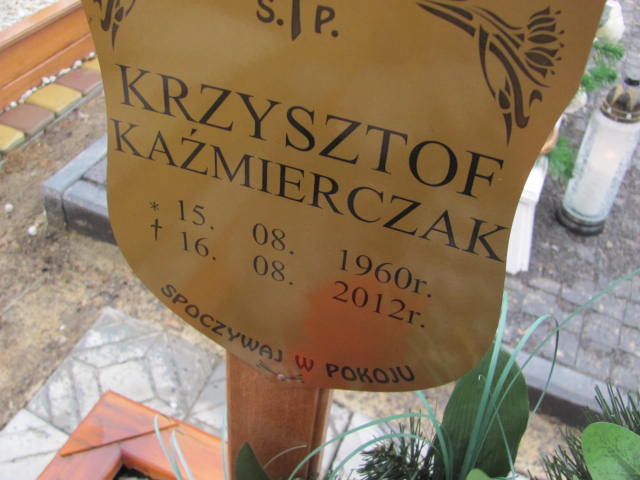 Ś. P.
KRZYSZTOF
KAŹMIERCZAK
* 15. 08. 1960r.
† 16. 08. 2012r.
SPOCZYWAJ W POKOJU